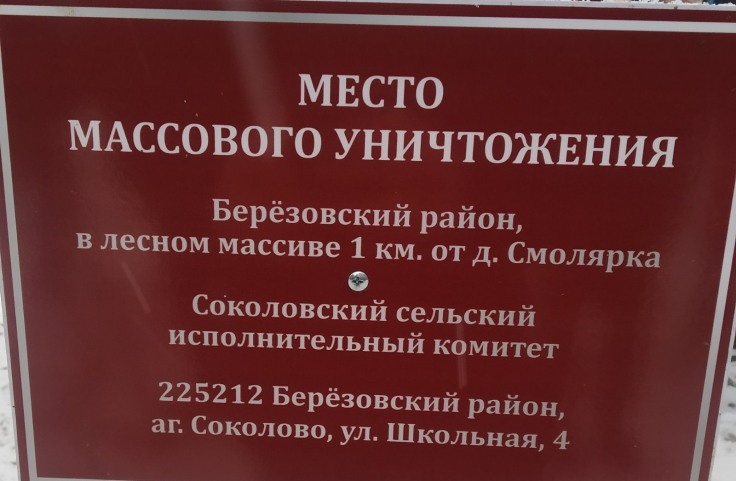 МЕСТО
МАССОВОГО УНИЧТОЖЕНИЯ
Берёзовский район,
в лесном массиве 1 км. от д. Смолярка
Соколовский сельский
исполнительный комитет
225212 Берёзовский район,
аг. Соколово, ул. Школьная, 4